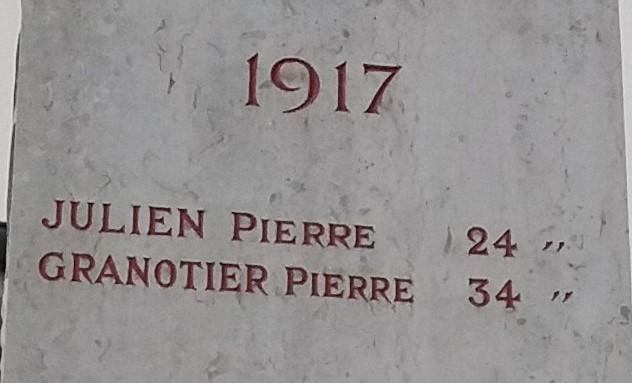 1917
JULIEN PIERRE 24 〃
GRANOTIER PIERRE 34 〃